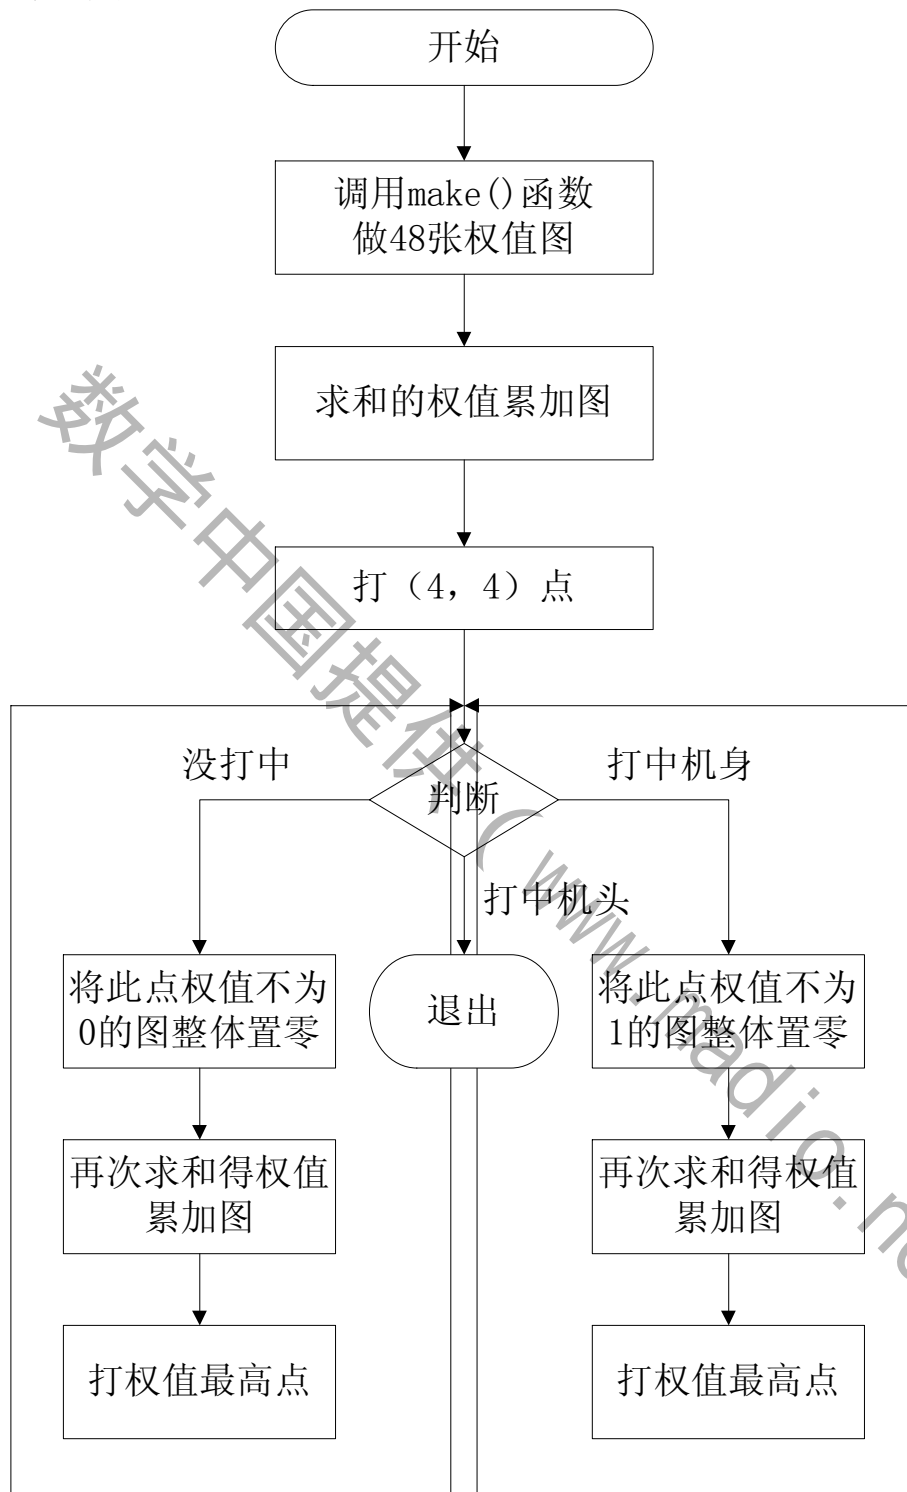 开始
调用make()函数
做48张权值图
求和的权值累加图
打（4，4）点
没打中
判断
打中机身
打中机头
将此点权值不为
0的图整体置零
退出
将此点权值不为
1的图整体置零
再次求和得权值
累加图
再次求和得权值
累加图
打权值最高点
打权值最高点
数学中国提供（www.madio.ne